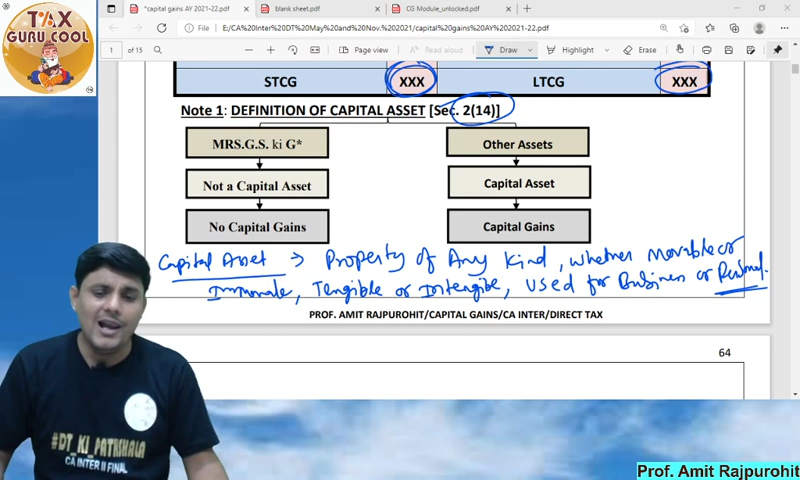 TAX
GURU COOL
*capital gains AY 2021-22.pdf
blank sheet.pdf
CG Module_unlocked.pdf
File
E:/CA%20Inter%20DT%20May%20and%20Nov.%202021/capital%20gains%20AY%202021-22.pdf
1 of 15
Page view
Read aloud
Draw
Highlight
Erase
STCG XXX LTCG XXX
Note 1: DEFINITION OF CAPITAL ASSET [Sec. 2(14)]
MRS.G.S. ki G* Other Assets
Not a Capital Asset Capital Asset
No Capital Gains Capital Gains
Capital Asset → Property of Any Kind, whether Movable or
Tangible or Intangible, Used for Business or Personal.
PROF. AMIT RAJPUROHIT/CAPITAL GAINS/CA INTER/DIRECT TAX
64
#DT_KI_PATHSHALA
CA INTER II FINAL
Prof. Amit Rajpurohit